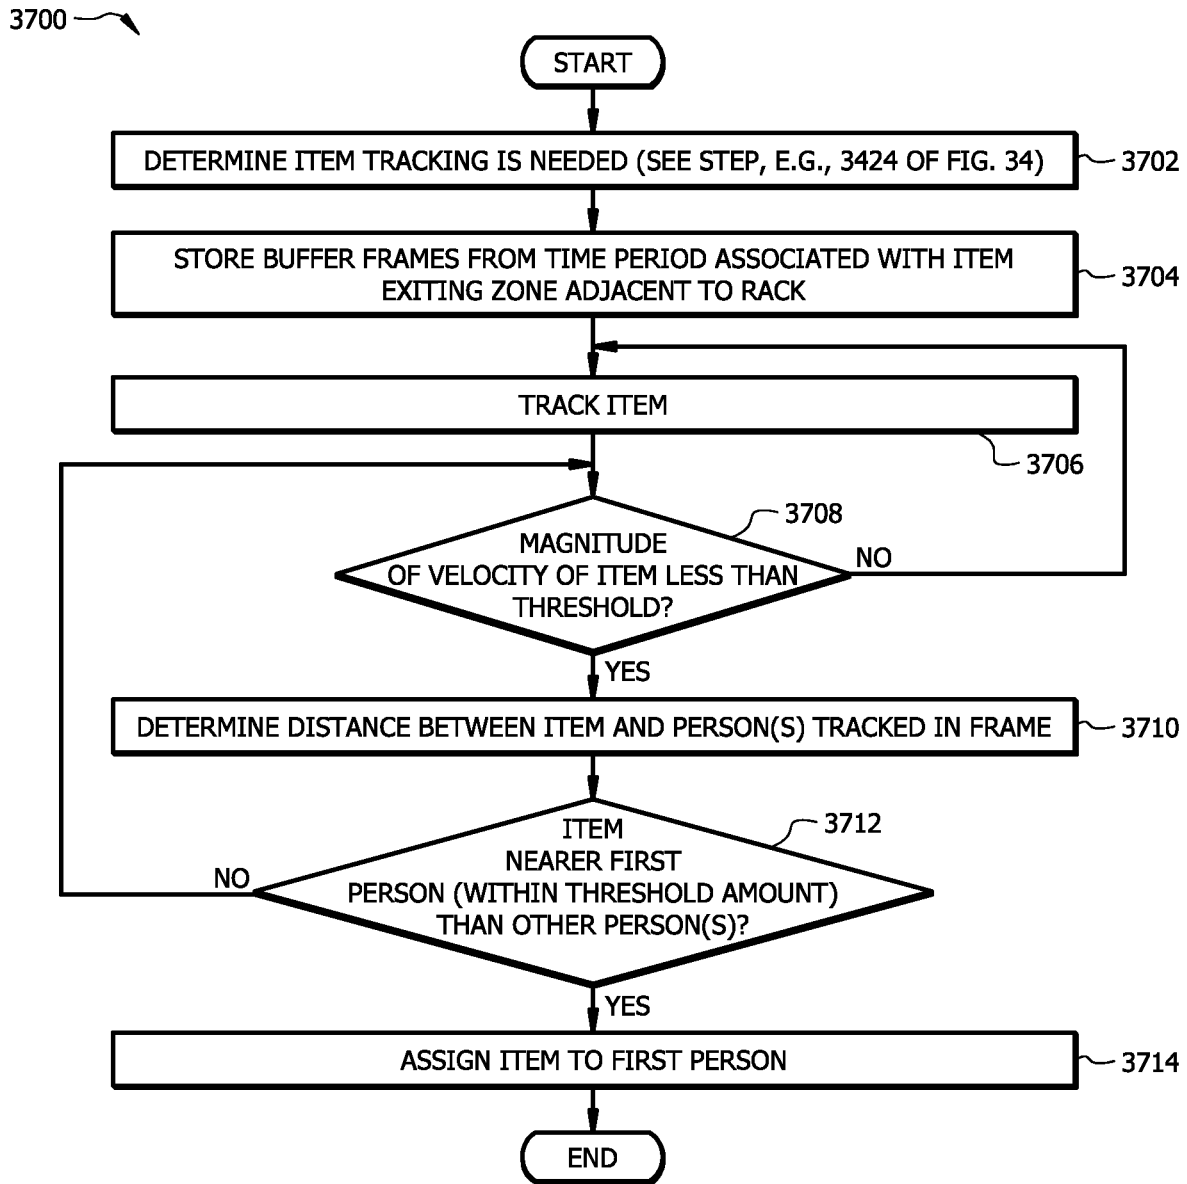 3700
START
DETERMINE ITEM TRACKING IS NEEDED (SEE STEP, E.G., 3424 OF FIG. 34)
3702
STORE BUFFER FRAMES FROM TIME PERIOD ASSOCIATED WITH ITEM
EXITING ZONE ADJACENT TO RACK
3704
TRACK ITEM
3706
3708
MAGNITUDE
OF VELOCITY OF ITEM LESS THAN
THRESHOLD?
NO
YES
DETERMINE DISTANCE BETWEEN ITEM AND PERSON(S) TRACKED IN FRAME
3710
3712
ITEM
NEARER FIRST
PERSON (WITHIN THRESHOLD AMOUNT)
THAN OTHER PERSON(S)?
NO
YES
ASSIGN ITEM TO FIRST PERSON
3714
END